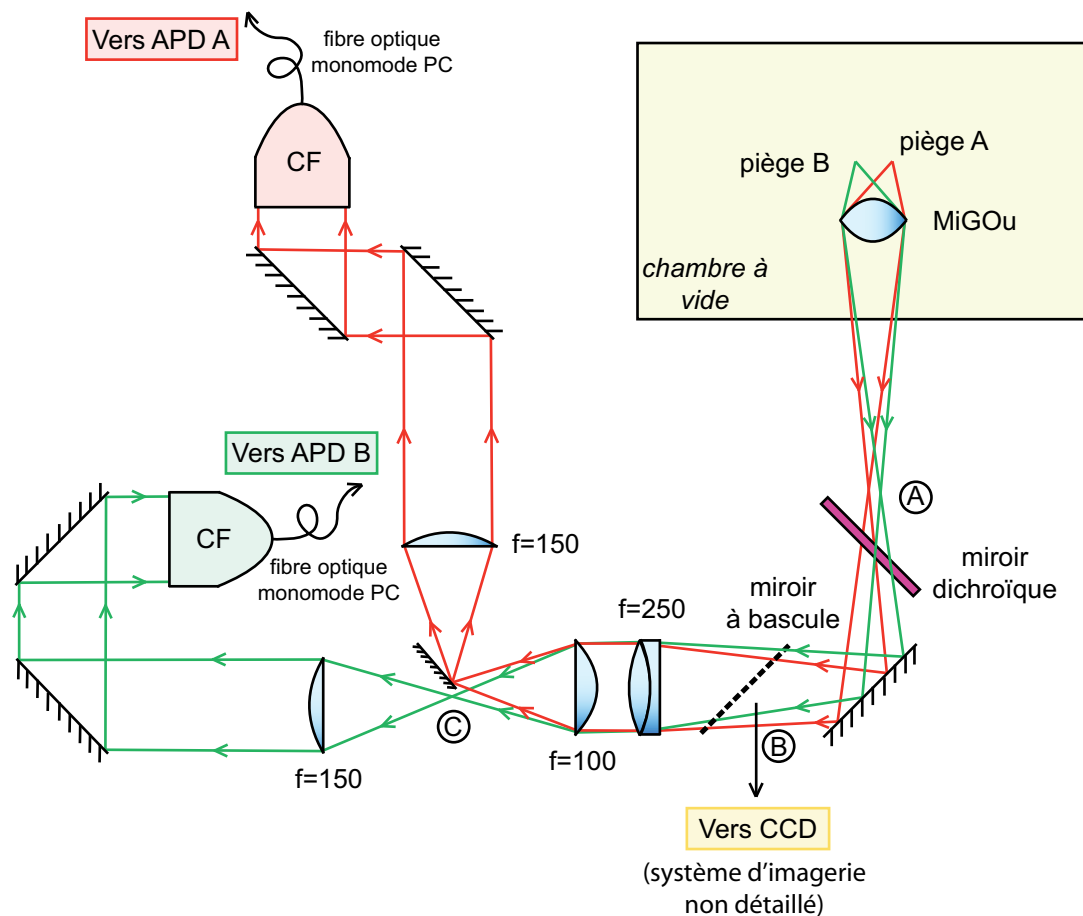 Vers APD A
fibre optique
monomode PC
CF
piège B
piège A
MiGOu
chambre à
vide
A
miroir
dichroïque
miroir
à bascule
Vers APD B
CF
fibre optique
monomode PC
f=150
f=250
C
B
f=100
f=150
Vers CCD
(système d'imagerie
non détaillé)